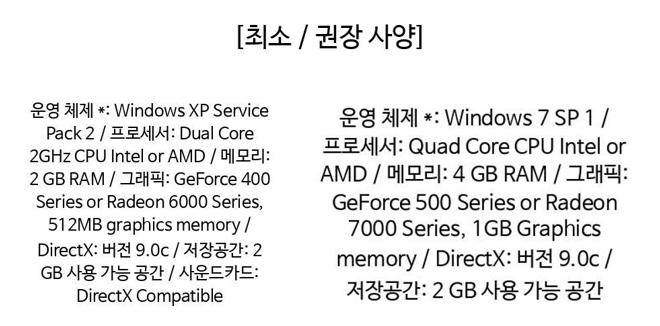 [최소 / 권장 사양]
운영 체제 *: Windows XP Service
Pack 2 / 프로세서: Dual Core
2GHz CPU Intel or AMD / 메모리:
2 GB RAM / 그래픽: GeForce 400
Series or Radeon 6000 Series,
512MB graphics memory /
DirectX: 버전 9.0c / 저장공간: 2
GB 사용 가능 공간 / 사운드카드:
DirectX Compatible
운영 체제 *: Windows 7 SP 1 /
프로세서: Quad Core CPU Intel or
AMD / 메모리: 4 GB RAM / 그래픽:
GeForce 500 Series or Radeon
7000 Series, 1GB Graphics
memory / DirectX: 버전 9.0c /
저장공간: 2 GB 사용 가능 공간